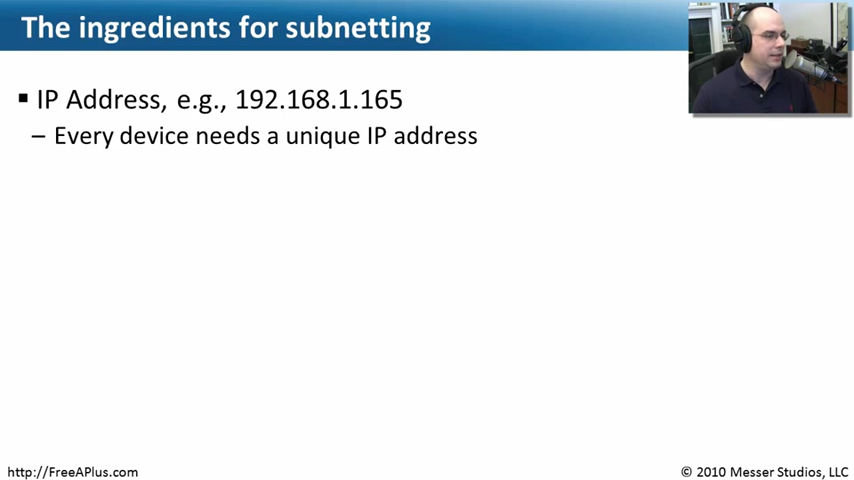 The ingredients for subnetting
▪ IP Address, e.g., 192.168.1.165
– Every device needs a unique IP address
http://FreeAPlus.com
© 2010 Messer Studios, LLC